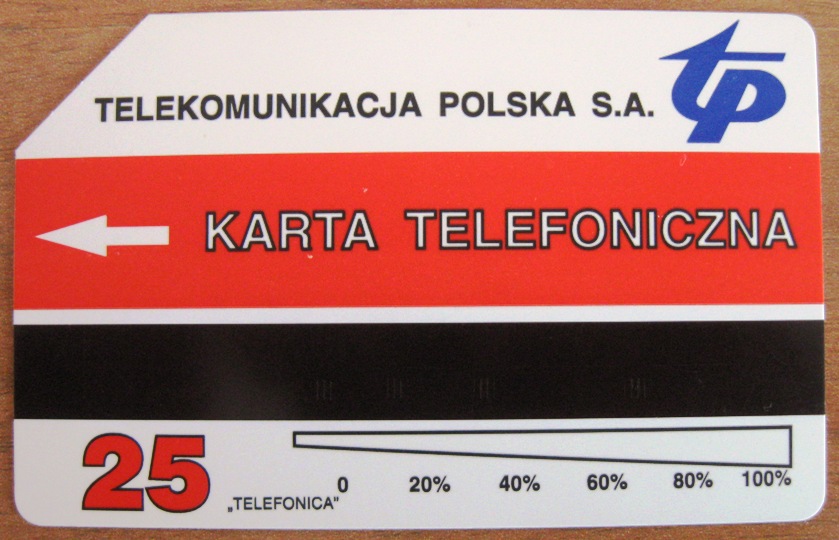 TELEKOMUNIKACJA POLSKA S.A.
tp
KARTA TELEFONICZNA
25
„TELEFONICA”
0 20% 40% 60% 80% 100%